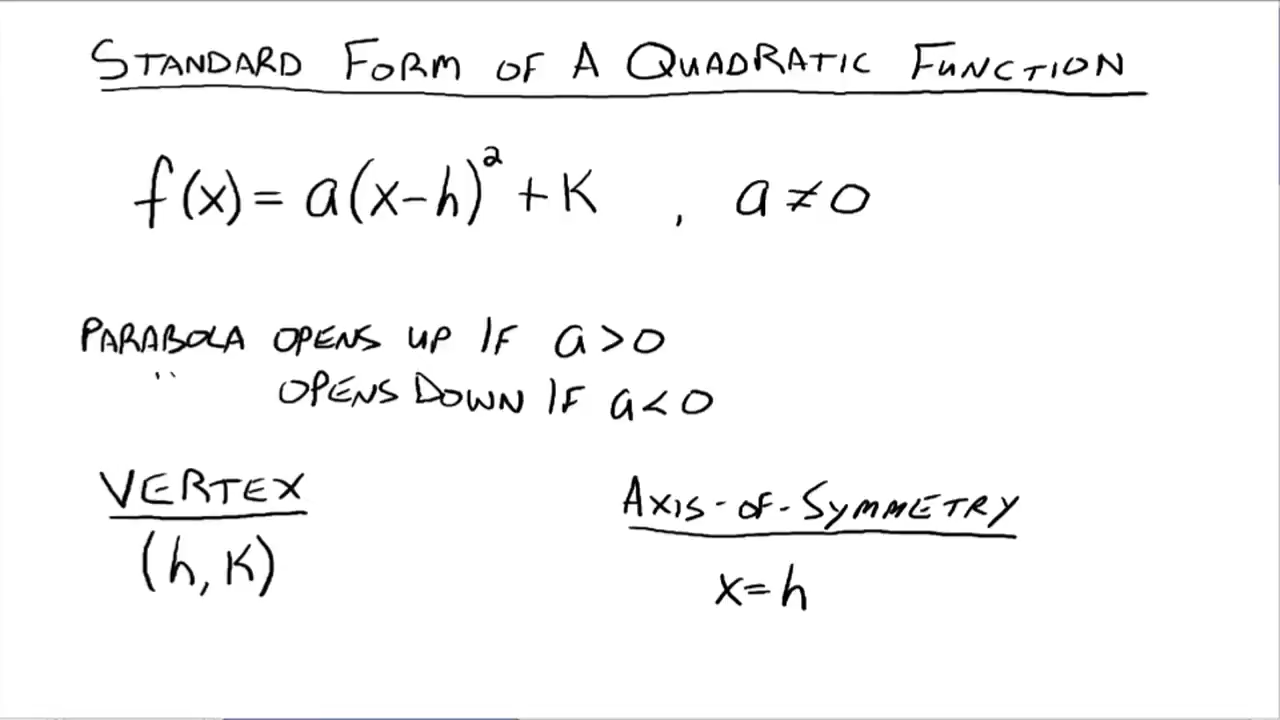 STANDARD FORM OF A QUADRATIC FUNCTION
f(x) = a(x-h)² + K , a ≠ 0
PARABOLA OPENS UP IF a > 0
" OPENS DOWN IF a < 0
VERTEX
(h, K)
AXIS-OF-SYMMETRY
x = h